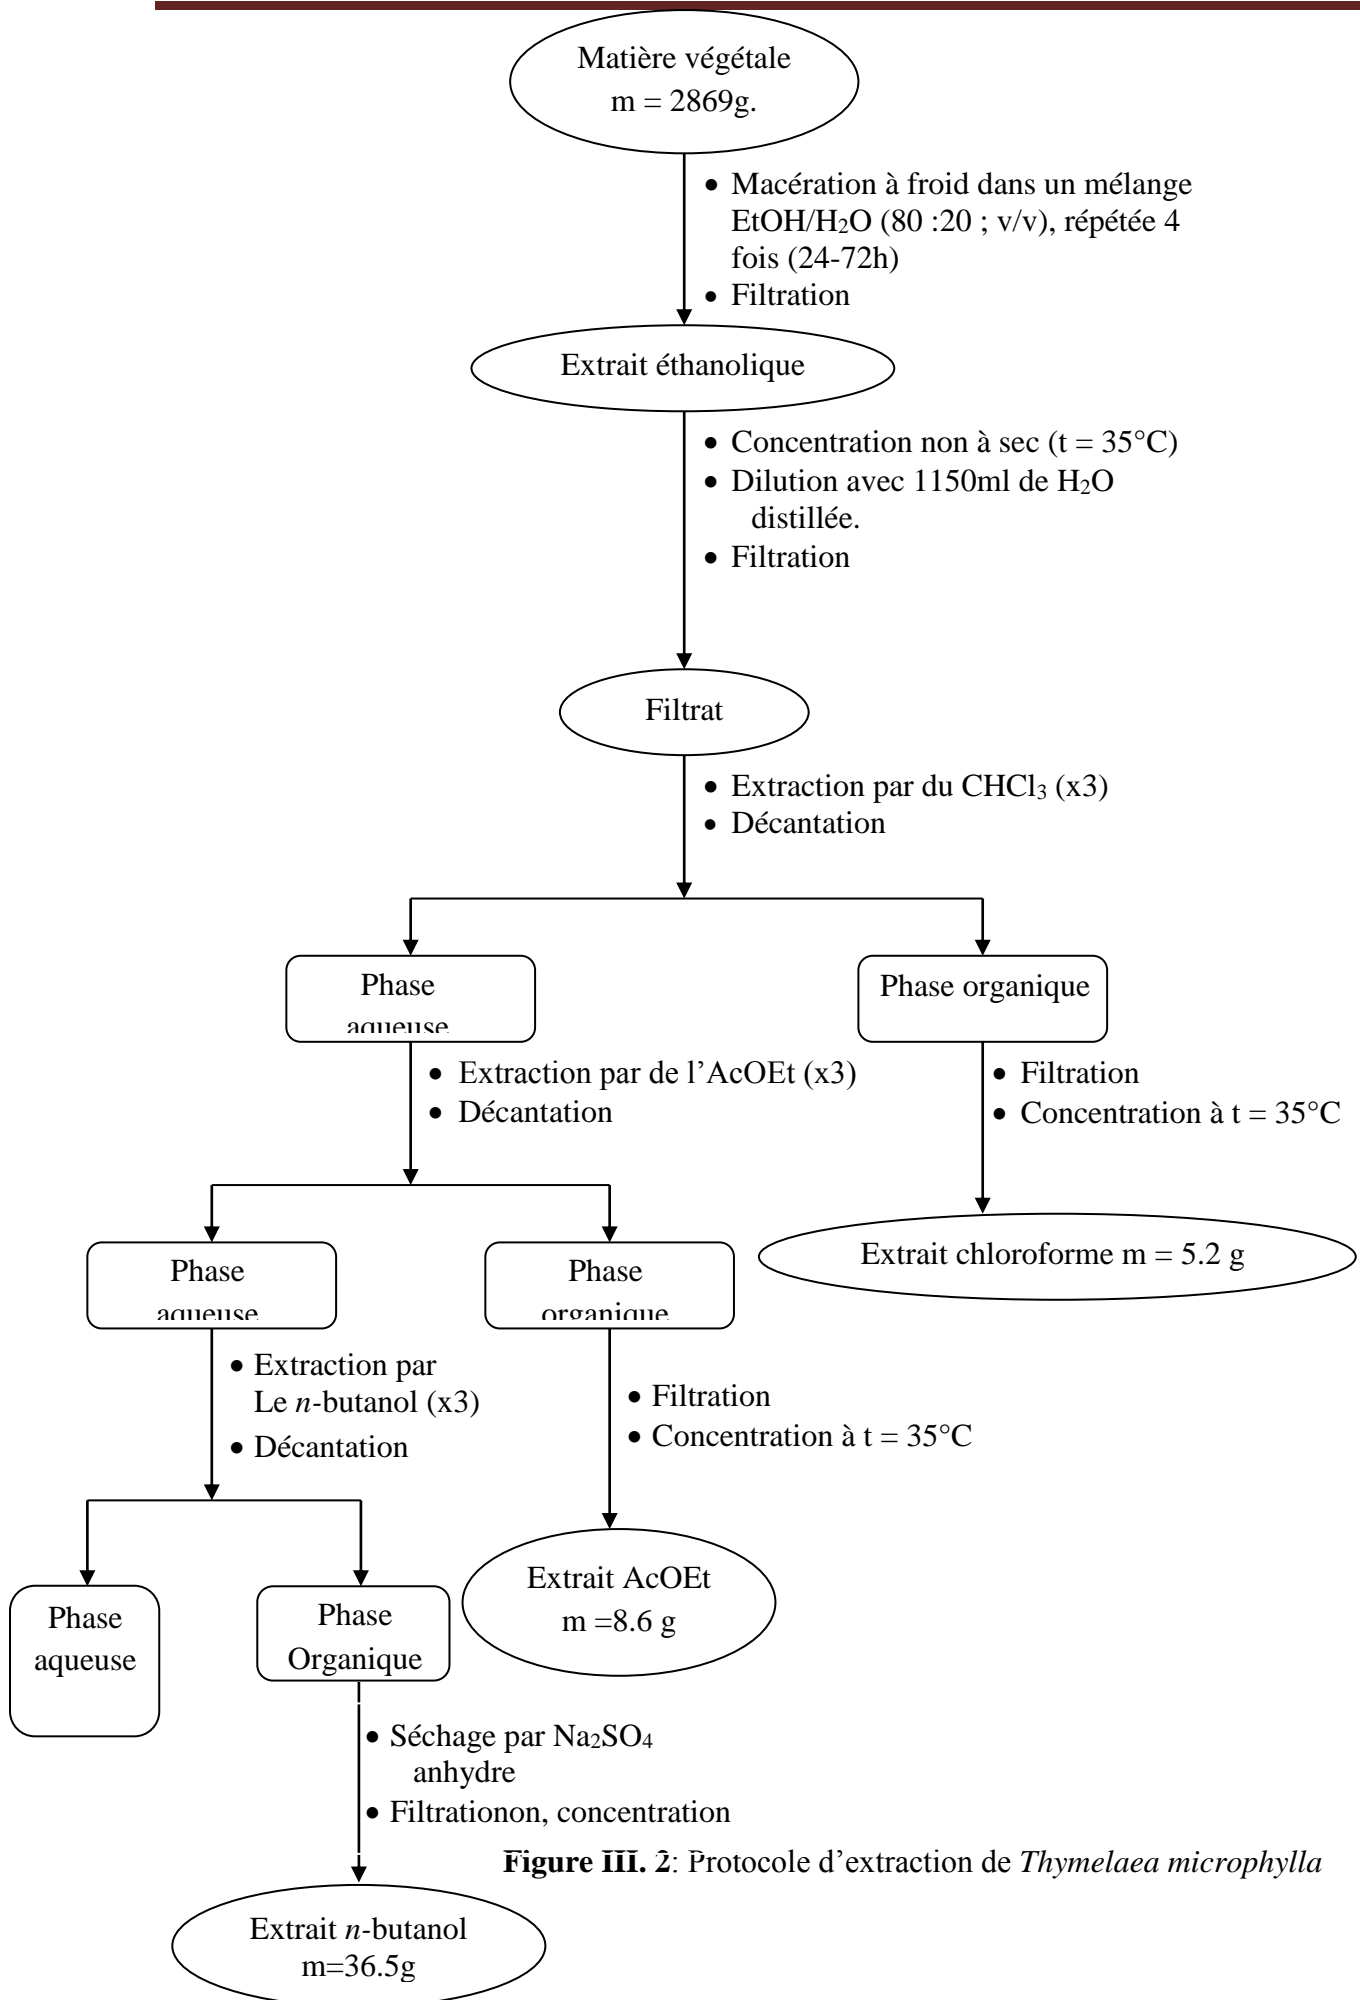 Matière végétale
m = 2869g.
• Macération à froid dans un mélange
EtOH/H₂O (80 :20 ; v/v), répétée 4
fois (24-72h)
• Filtration
Extrait éthanolique
• Concentration non à sec (t = 35°C)
• Dilution avec 1150ml de H₂O
distillée.
• Filtration
Filtrat
• Extraction par du CHCl₃ (x3)
• Décantation
Phase
aqueuse
Phase organique
• Extraction par de l’AcOEt (x3)
• Décantation
• Filtration
• Concentration à t = 35°C
Phase
aqueuse
Phase
organique
Extrait chloroforme m = 5.2 g
• Extraction par
Le n-butanol (x3)
• Décantation
• Filtration
• Concentration à t = 35°C
Phase
aqueuse
Phase
Organique
Extrait AcOEt
m =8.6 g
• Séchage par Na₂SO₄
anhydre
• Filtrationon, concentration
Figure III. 2: Protocole d’extraction de Thymelaea microphylla
Extrait n-butanol
m=36.5g